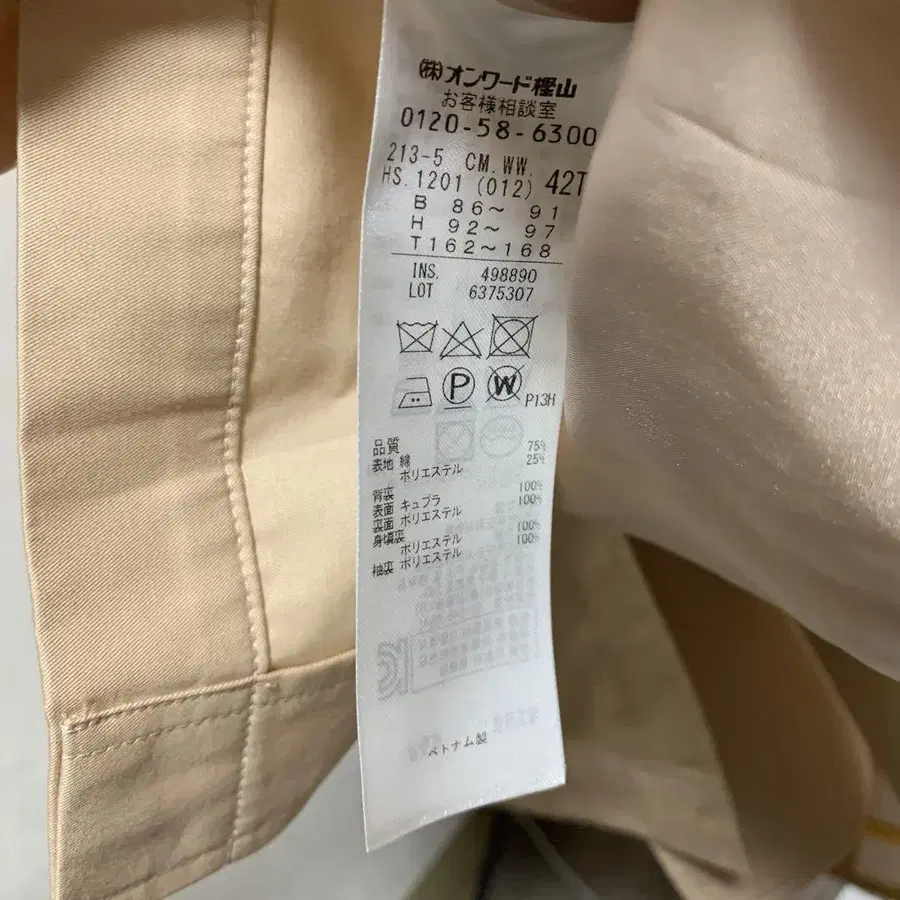 ㈱オンワード樫山
お客様相談室
0120-58-6300
213-5 CM.WW.
HS.1201 (012) 42T
B 86〜 91
H 92〜 97
T162〜168
INS. 498890
LOT 6375307
P
W
P13H
品質
表地 綿 75%
ポリエステル 25%
背裏
表面 キュプラ 100%
裏面 ポリエステル 100%
身頃裏
ポリエステル 100%
袖裏 ポリエステル 100%
ベトナム製